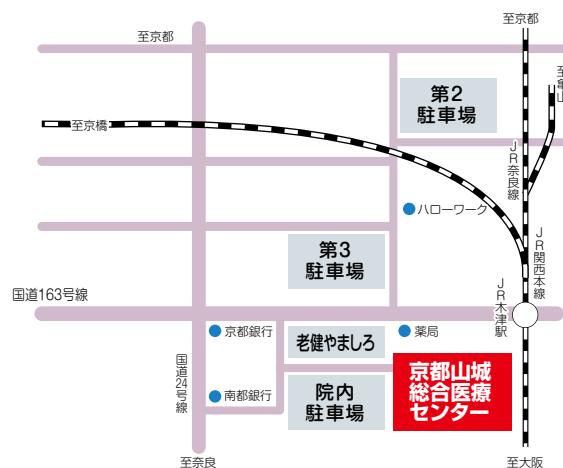 至京都
至京都
至亀山
第2
駐車場
至京橋
JR奈良線
ハローワーク
第3
駐車場
JR関西本線
国道163号線
JR木津駅
京都銀行
老健やましろ
薬局
国道24号線
南都銀行
院内
駐車場
京都山城
総合医療
センター
至奈良
至大阪